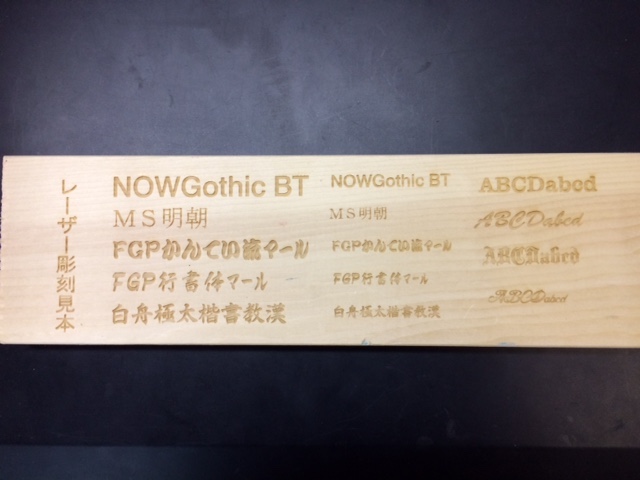 レーザー彫刻見本
NOWGothic BT
MS明朝
FGPかんてい流マール
FGP行書体マール
白舟極太楷書教漢
NOWGothic BT
MS明朝
FGPかんてい流マール
FGP行書体マール
白舟極太楷書教漢
ABCDabcd
ABCDabcd
ABCDabcd
ABCDabcd